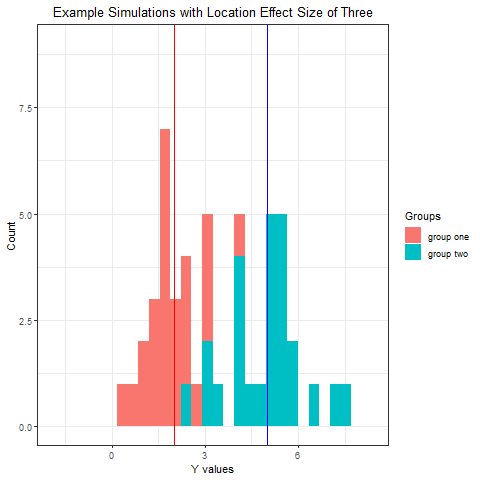 Example Simulations with Location Effect Size of Three
7.5
5.0
2.5
0.0
Count
0 3 6
Y values
Groups
group one
group two